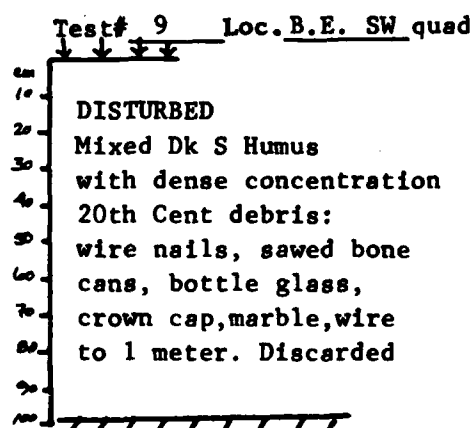 Test# 9 Loc. B.E. SW quad
cm
10
20
30
40
50
60
70
80
90
100
DISTURBED
Mixed Dk S Humus
with dense concentration
20th Cent debris:
wire nails, sawed bone
cans, bottle glass,
crown cap,marble,wire
to 1 meter. Discarded